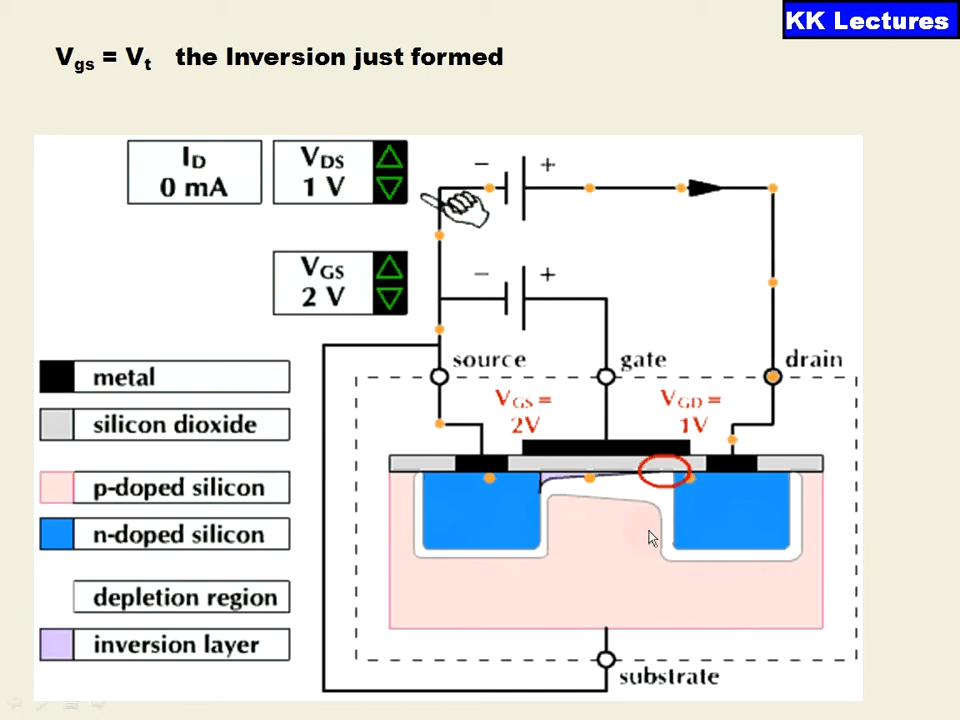 KK Lectures
Vgs = Vt the Inversion just formed
ID
0 mA
VDS
1 V
− +
VGS
2 V
− +
source
gate
drain
metal
silicon dioxide
p-doped silicon
n-doped silicon
depletion region
inversion layer
VGS =
2V
VGD =
1V
substrate